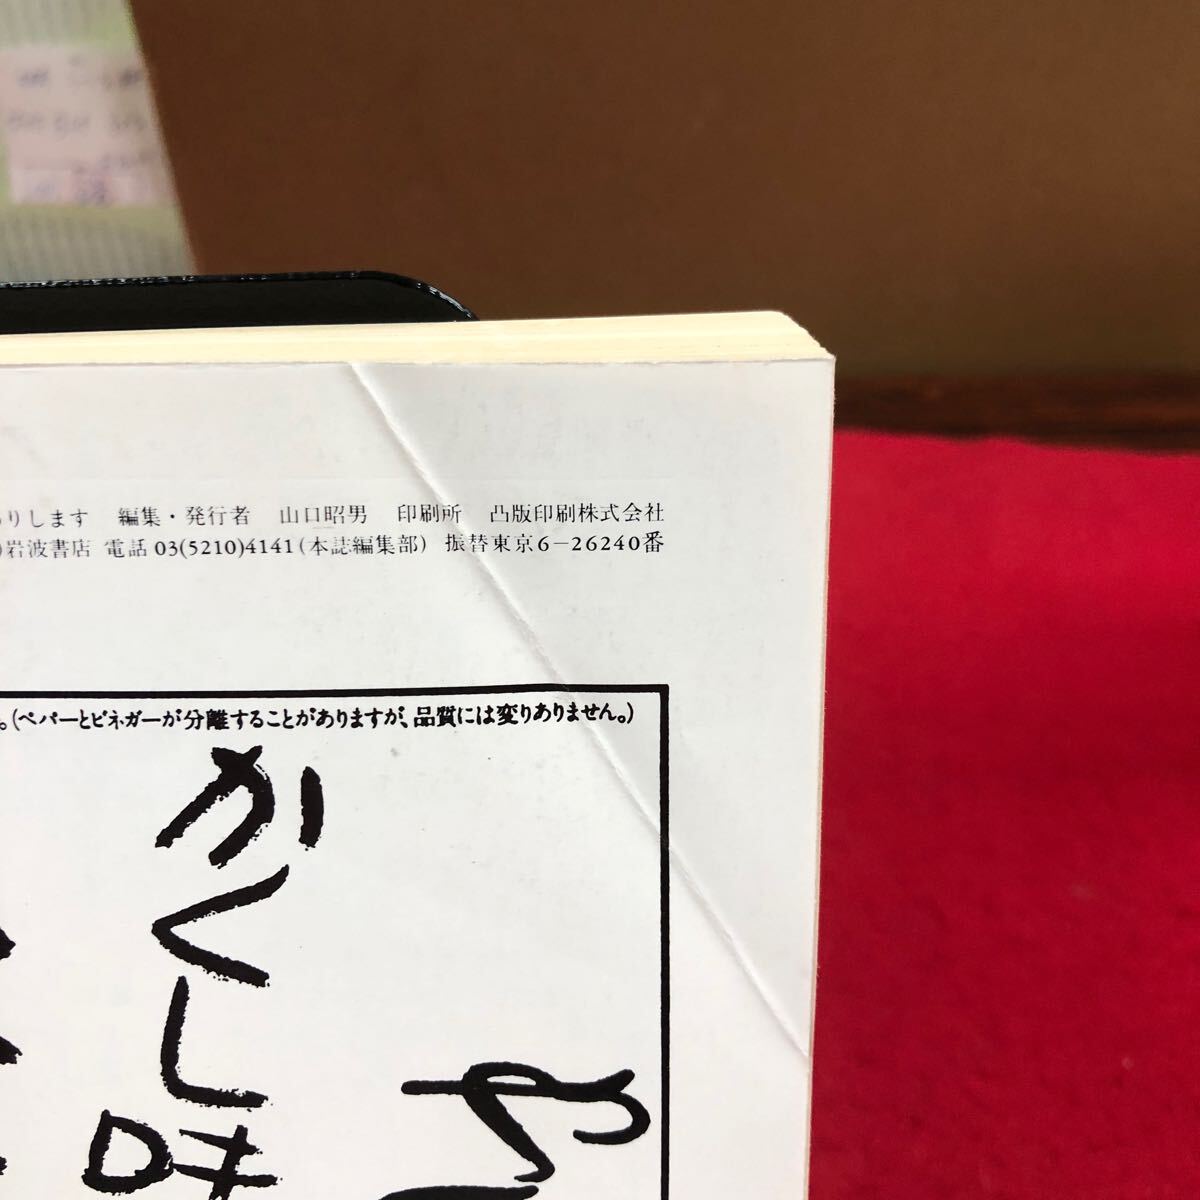 りします 編集・発行者 山口昭男 印刷所 凸版印刷株式会社
岩波書店 電話03(5210)4141(本誌編集部) 振替東京6-26240番
。(ペパーとビネガーが分離することがありますが、品質には変りありません。)
かくし味